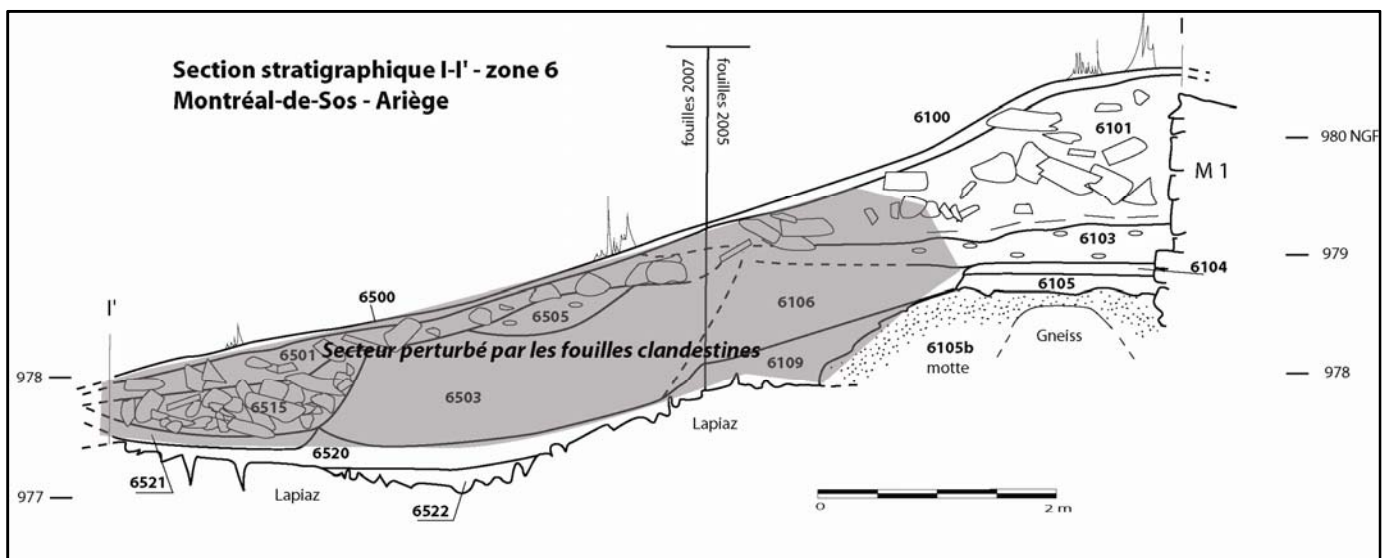 Section stratigraphique I-I' - zone 6
Montréal-de-Sos - Ariège
fouilles 2007
fouilles 2005
I
6100
6101
980 NGF
M 1
6103
979
6104
6105
I'
6500
6505
6106
Gneiss
6501
Secteur perturbé par les fouilles clandestines
6105b
motte
6109
978
978
6515
6503
Lapiaz
6520
6521
977
Lapiaz
6522
0
2 m